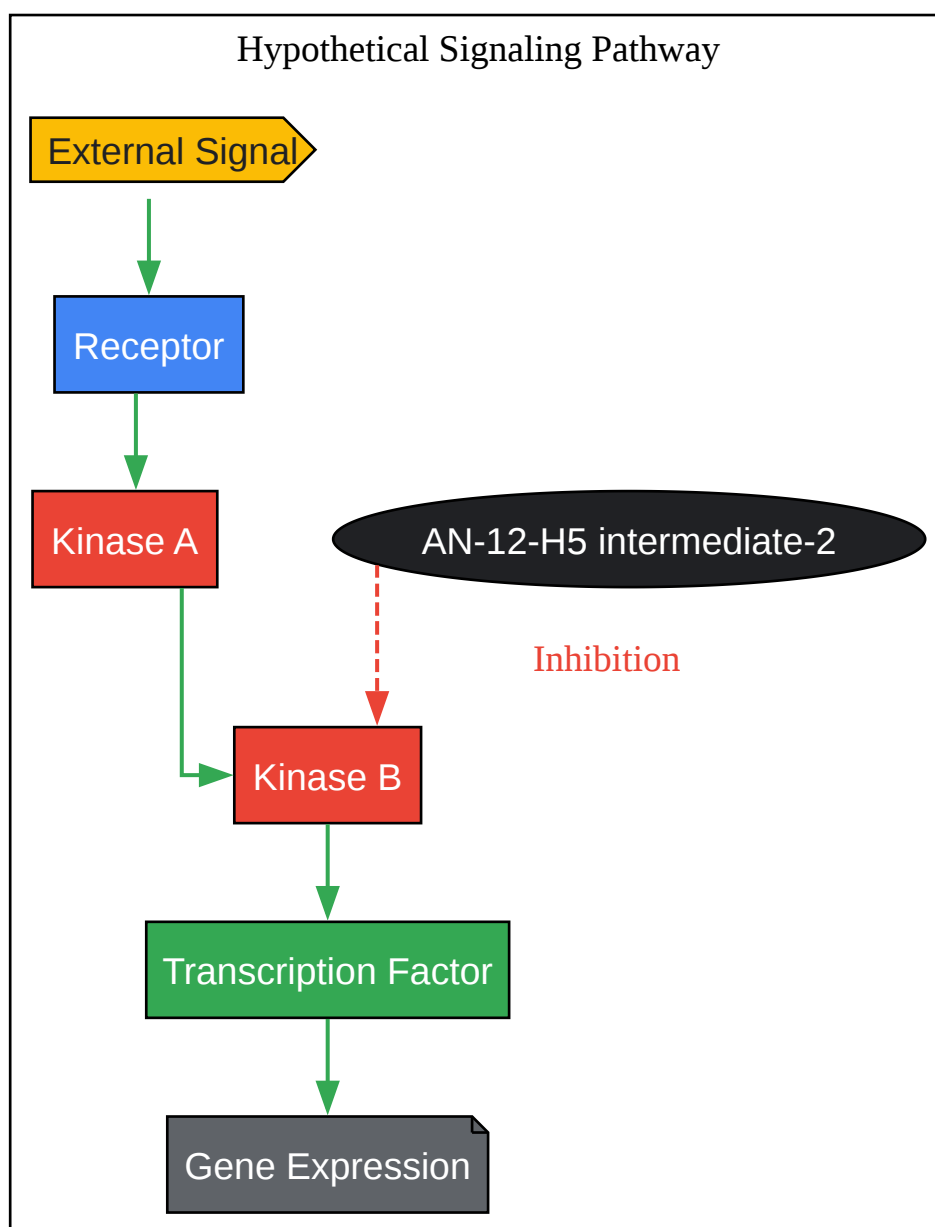 Hypothetical Signaling Pathway
External Signal
Receptor
Kinase A
AN-12-H5 intermediate-2
Inhibition
Kinase B
Transcription Factor
Gene Expression